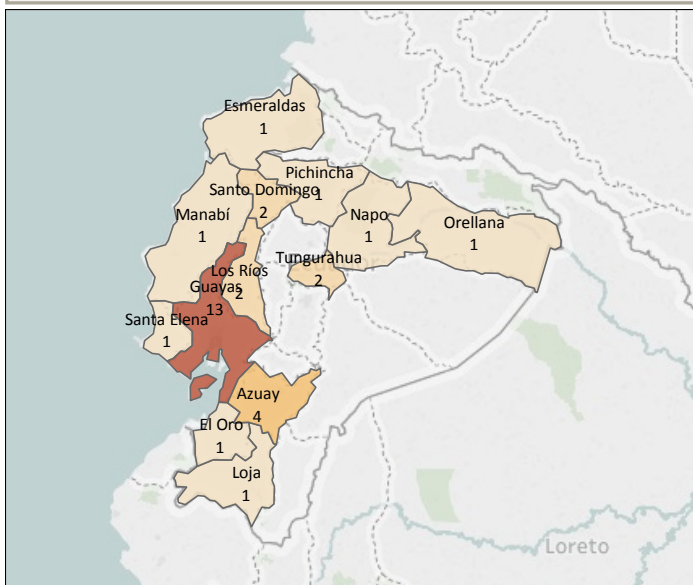 Esmeraldas
1
Pichincha
1
Santo Domingo
2
Manabí
1
Napo
1
Orellana
1
Tungurahua
2
Los Ríos
2
Guayas
13
Santa Elena
1
Azuay
4
El Oro
1
Loja
1
Loreto